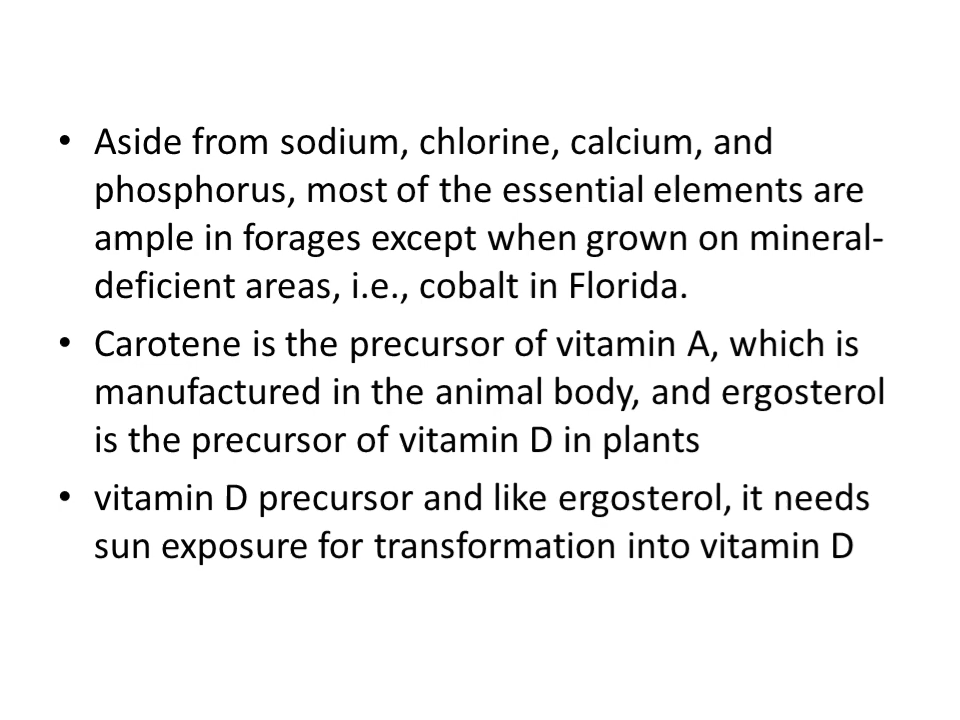 • Aside from sodium, chlorine, calcium, and
phosphorus, most of the essential elements are
ample in forages except when grown on mineral-
deficient areas, i.e., cobalt in Florida.
• Carotene is the precursor of vitamin A, which is
manufactured in the animal body, and ergosterol
is the precursor of vitamin D in plants
• vitamin D precursor and like ergosterol, it needs
sun exposure for transformation into vitamin D